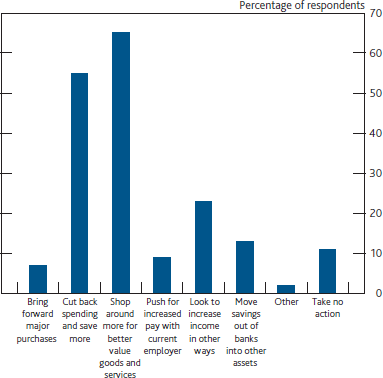 Percentage of respondents
70
60
50
40
30
20
10
0
Bring
forward
major
purchases
Cut back
spending
and save
more
Shop
around
more for
better
value
goods and
services
Push for
increased
pay with
current
employer
Look to
increase
income
in other
ways
Move
savings
out of
banks
into other
assets
Other
Take no
action